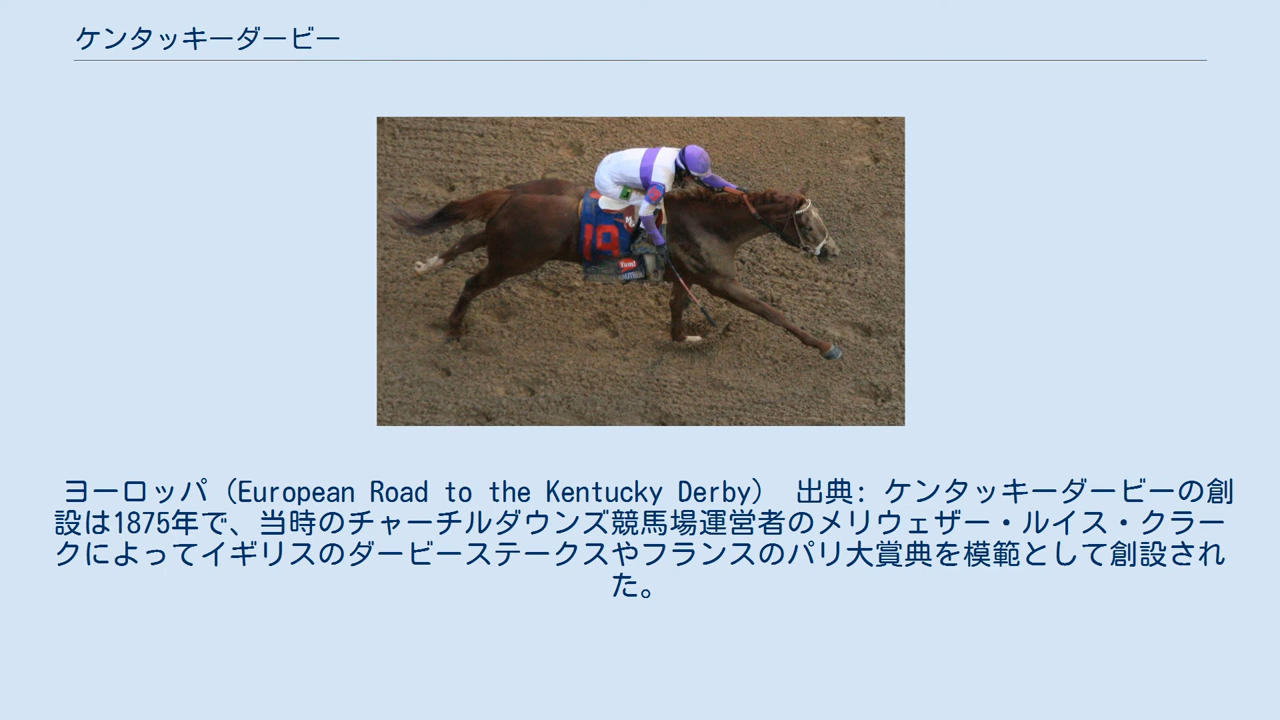 ケンタッキーダービー
19
Yum!
ヨーロッパ（European Road to the Kentucky Derby） 出典: ケンタッキーダービーの創
設は1875年で、当時のチャーチルダウンズ競馬場運営者のメリウェザー・ルイス・クラー
クによってイギリスのダービーステークスやフランスのパリ大賞典を模範として創設され
た。